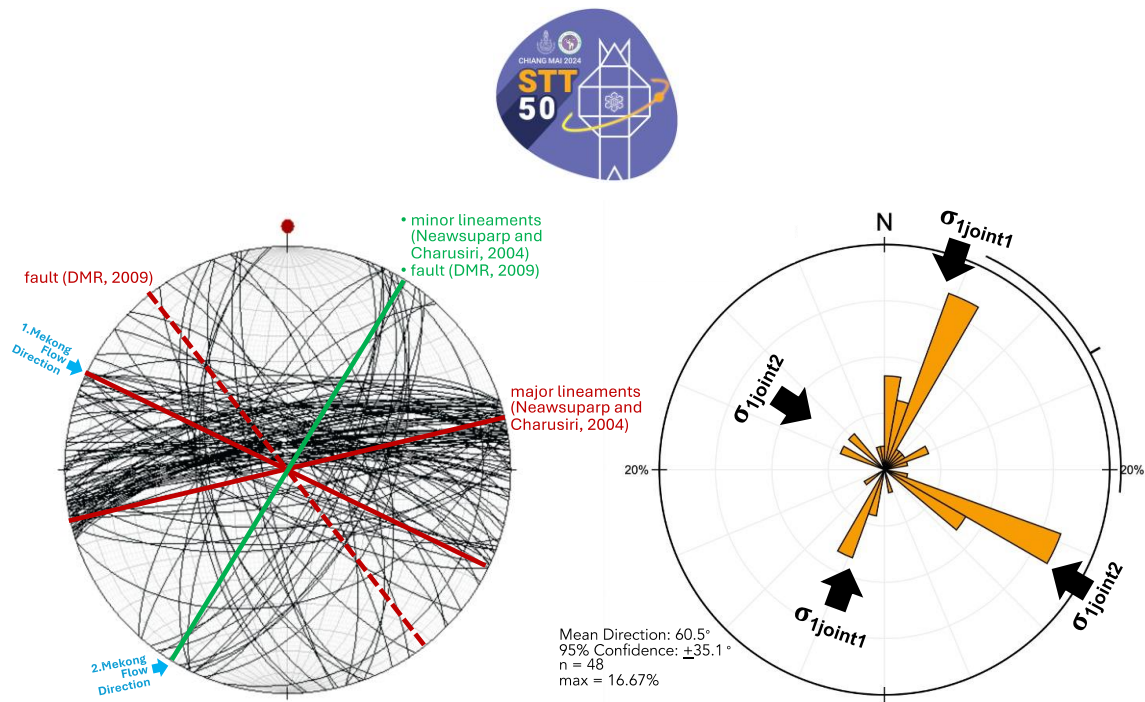 CHIANG MAI 2024
STT
50
• minor lineaments
(Neawsuparp and
Charusiri, 2004)
• fault (DMR, 2009)
fault (DMR, 2009)
1.Mekong
Flow
Direction
major lineaments
(Neawsuparp and
Charusiri, 2004)
2.Mekong
Flow
Direction
N
σ1joint1
σ1joint2
20%
20%
σ1joint2
σ1joint1
Mean Direction: 60.5°
95% Confidence: ±35.1 °
n = 48
max = 16.67%